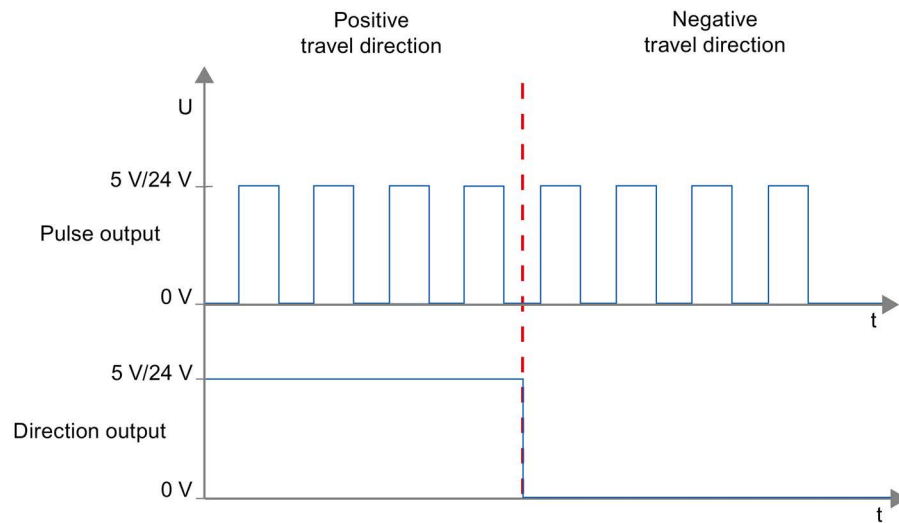 Positive
travel direction
Negative
travel direction
U
5 V/24 V
Pulse output
0 V
t
5 V/24 V
Direction output
0 V
t